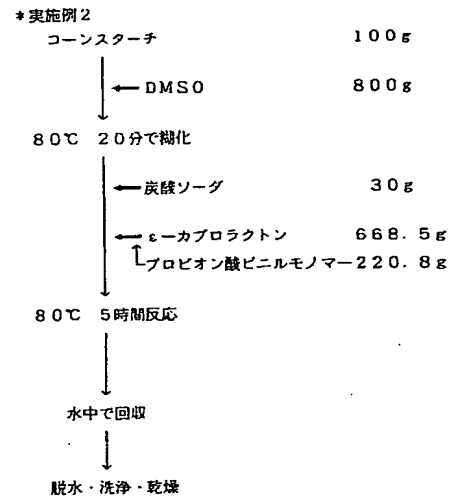 *実施例2
コーンスターチ 100g
DMSO 800g
80℃ 20分で糊化
炭酸ソーダ 30g
ε-カプロラクトン 668.5g
プロピオン酸ビニルモノマー220.8g
80℃ 5時間反応
水中で回収
脱水・洗浄・乾燥